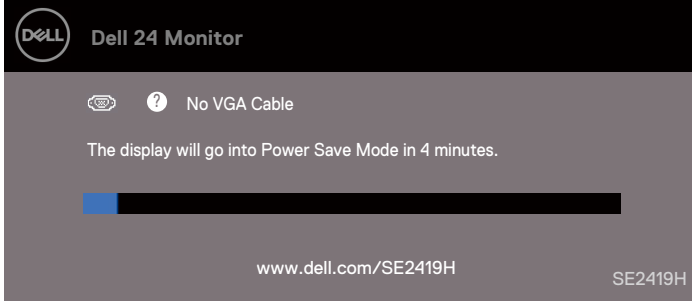 DELL
Dell 24 Monitor
? No VGA Cable
The display will go into Power Save Mode in 4 minutes.
www.dell.com/SE2419H
SE2419H